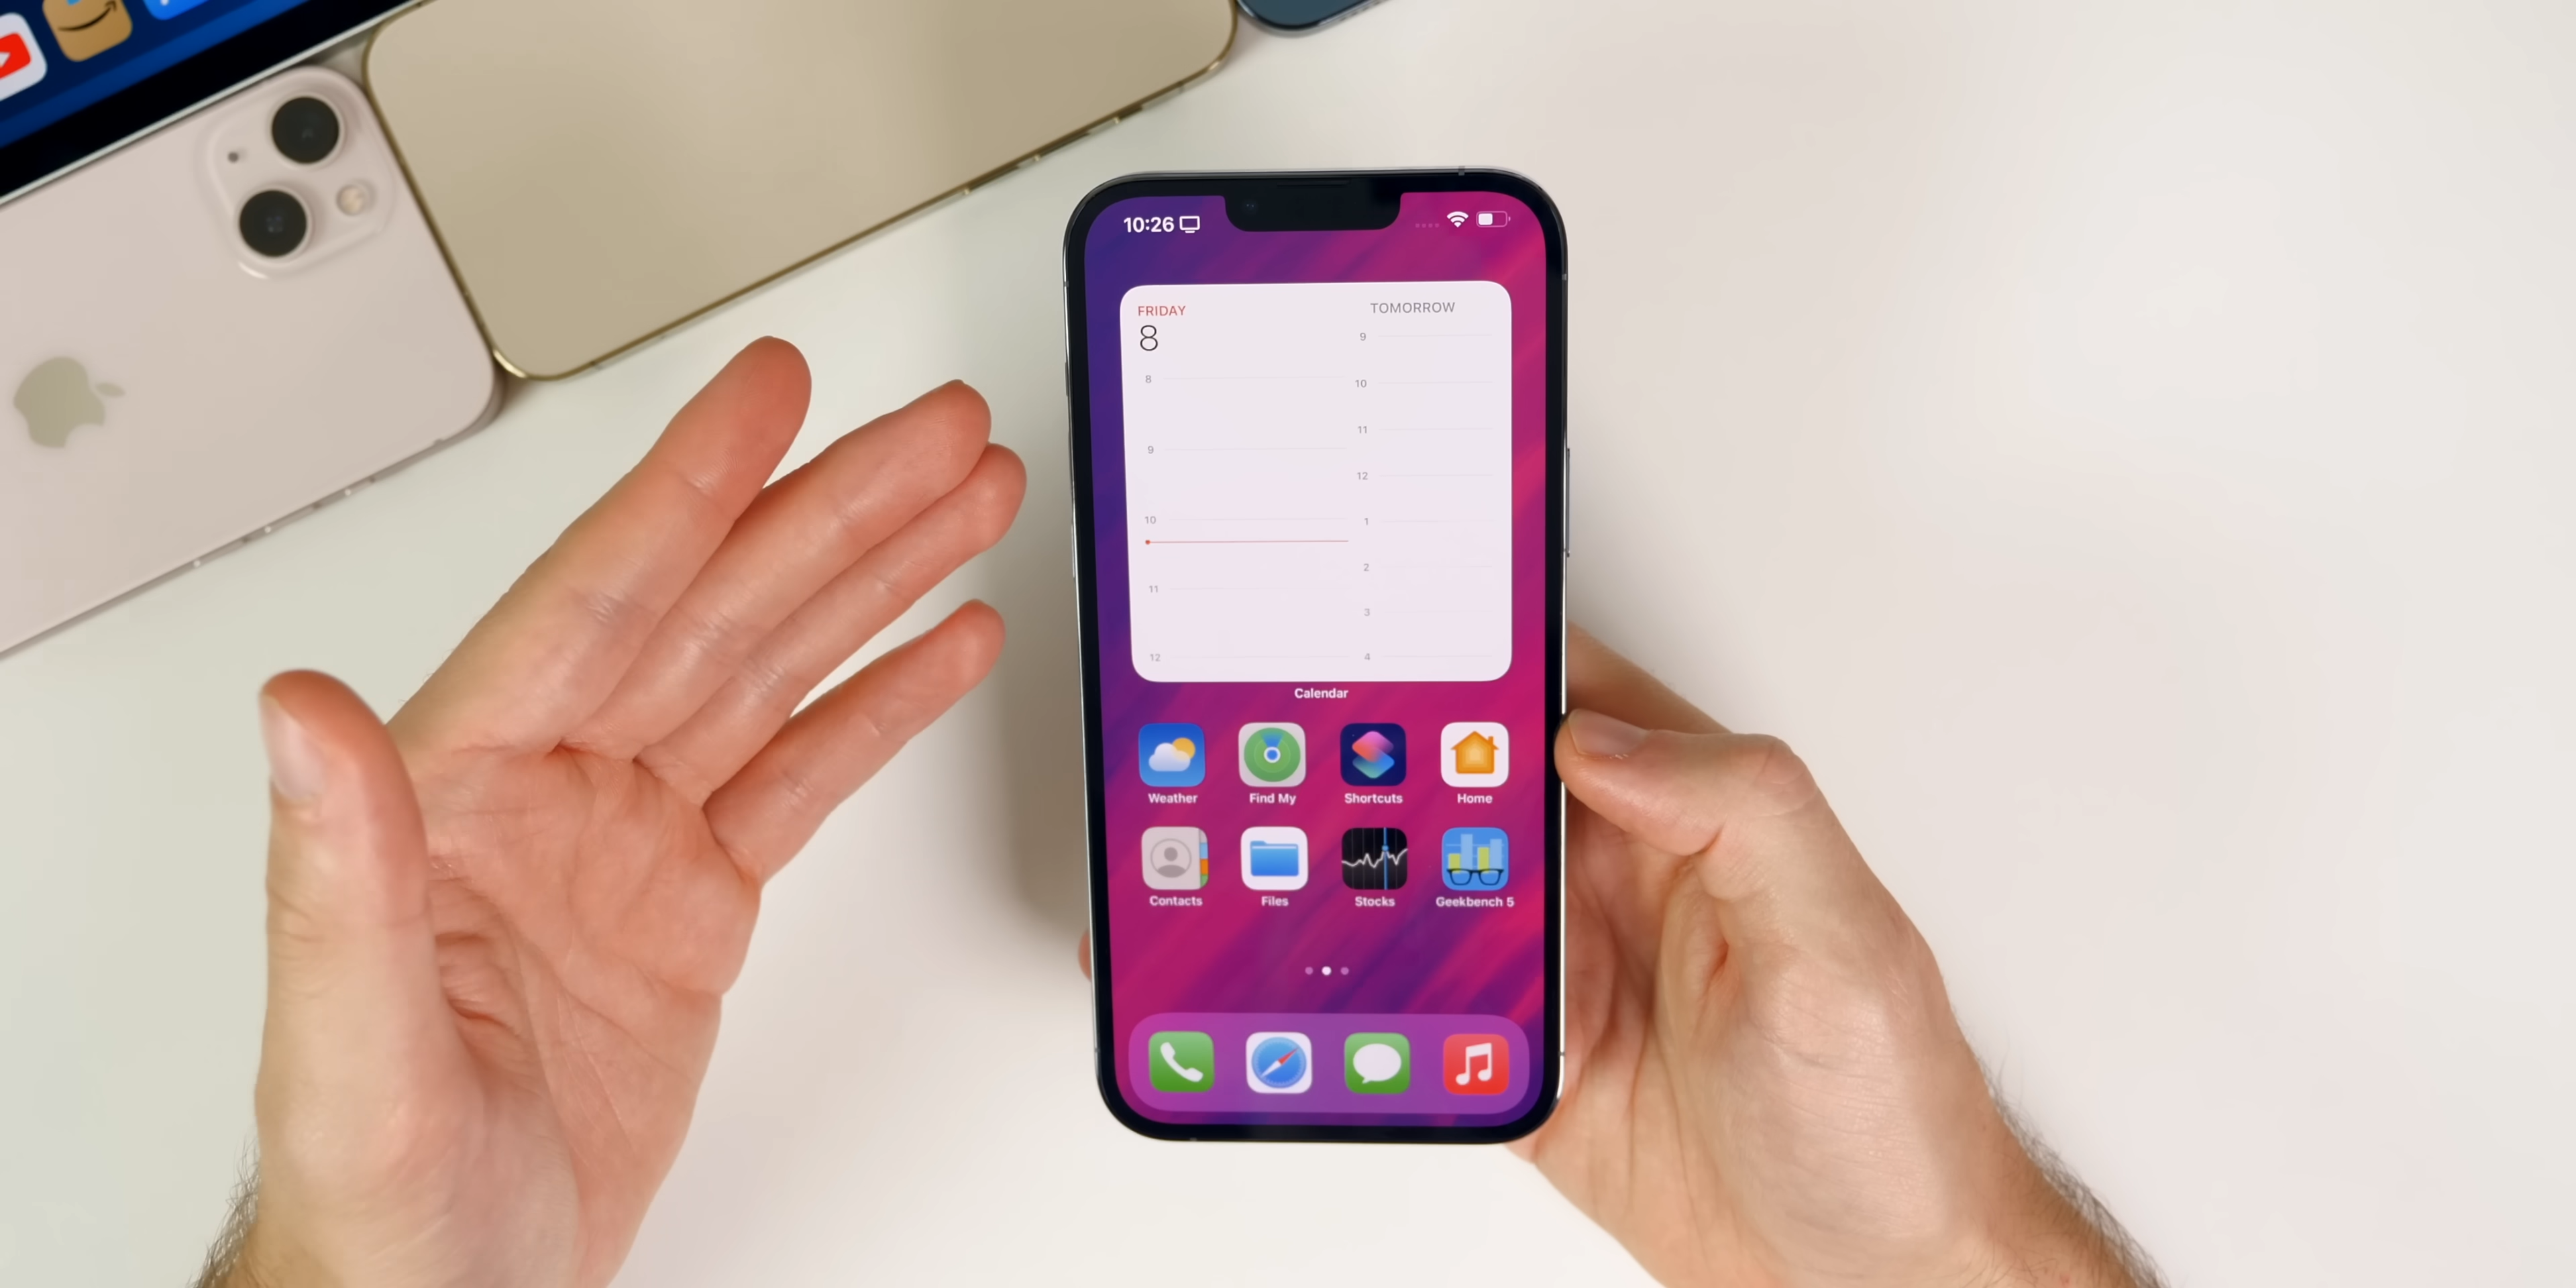 10:26
FRIDAY
8
TOMORROW
9
8
10
11
9
12
10
1
2
11
3
12
4
Calendar
Weather
Find My
Shortcuts
Home
Contacts
Files
Stocks
Geekbench 5